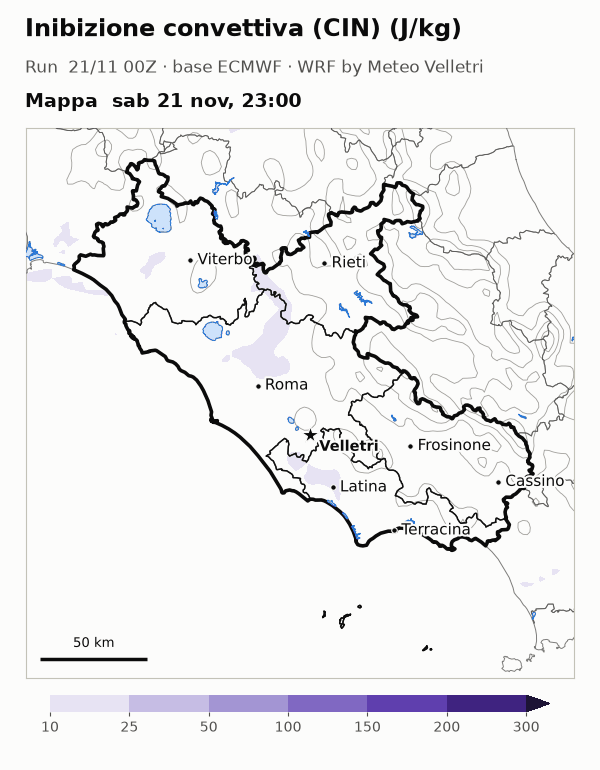 Inibizione convettiva (CIN) (J/kg)
Run  21/11 00Z · base ECMWF · WRF by Meteo Velletri
Mappa  sab 21 nov, 23:00
Viterbo
Rieti
Roma
Velletri
Frosinone
Cassino
Latina
Terracina
50 km
10 25 50 100 150 200 300